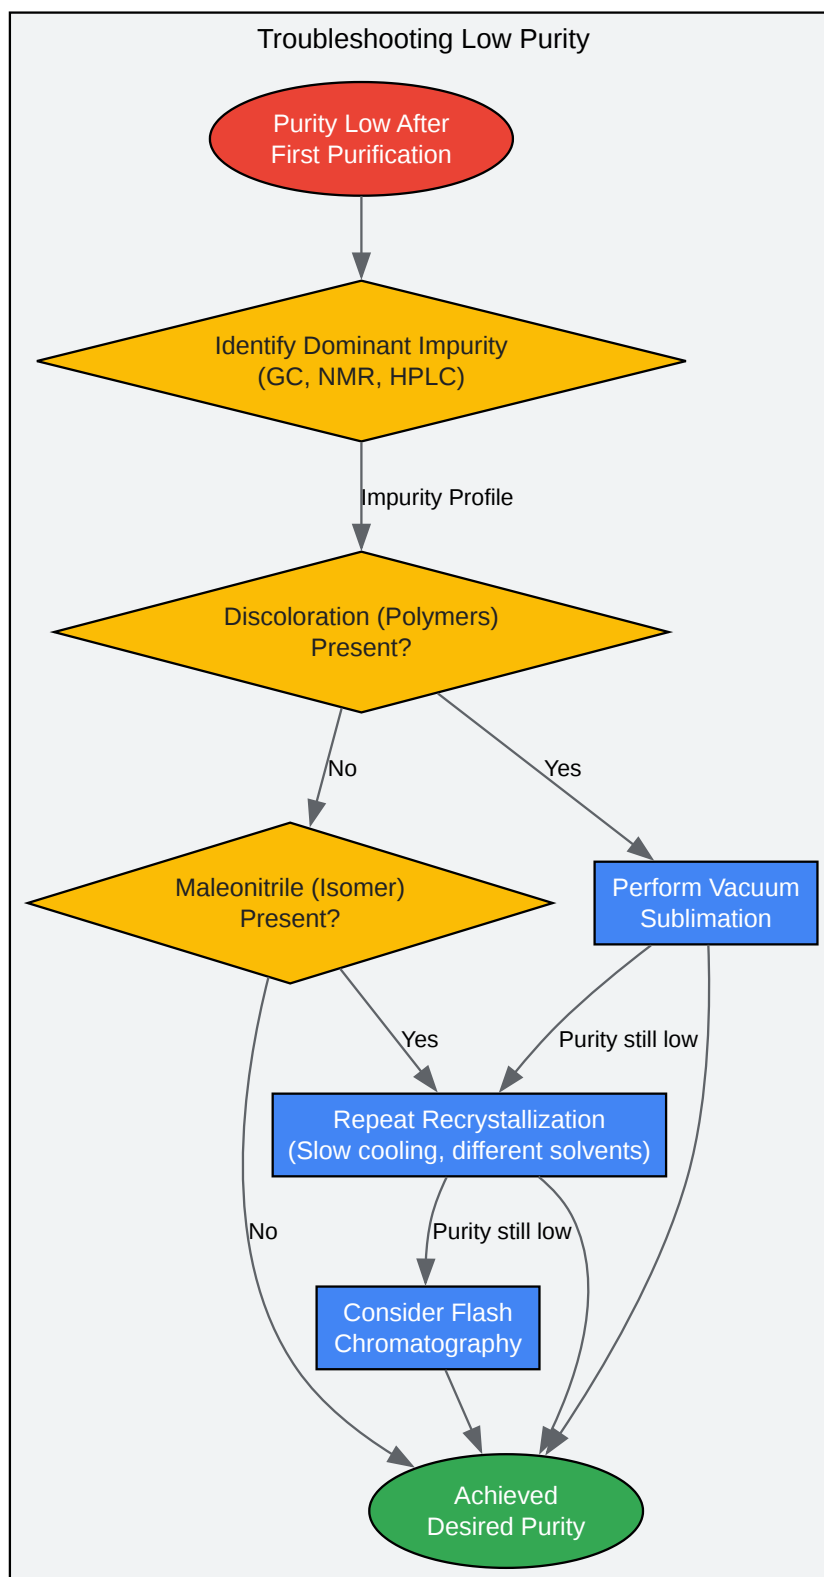 Troubleshooting Low Purity
Purity Low After
First Purification
Identify Dominant Impurity
(GC, NMR, HPLC)
Impurity Profile
Discoloration (Polymers)
Present?
No
Yes
Maleonitrile (Isomer)
Present?
Perform Vacuum
Sublimation
Yes
Purity still low
Repeat Recrystallization
(Slow cooling, different solvents)
No
Purity still low
Consider Flash
Chromatography
Achieved
Desired Purity